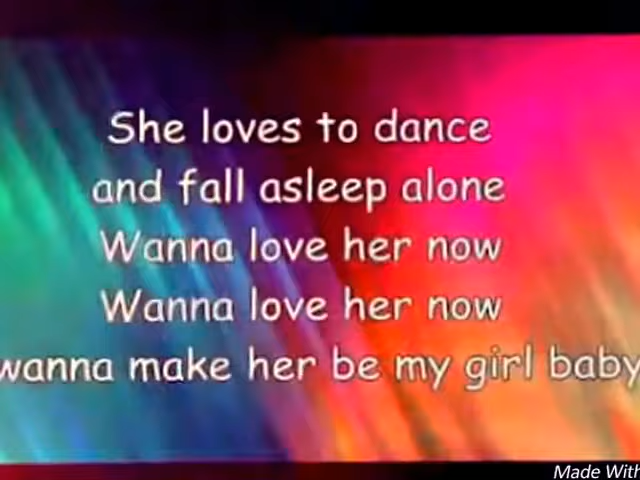 She loves to dance
and fall asleep alone
Wanna love her now
Wanna love her now
wanna make her be my girl baby
Made With